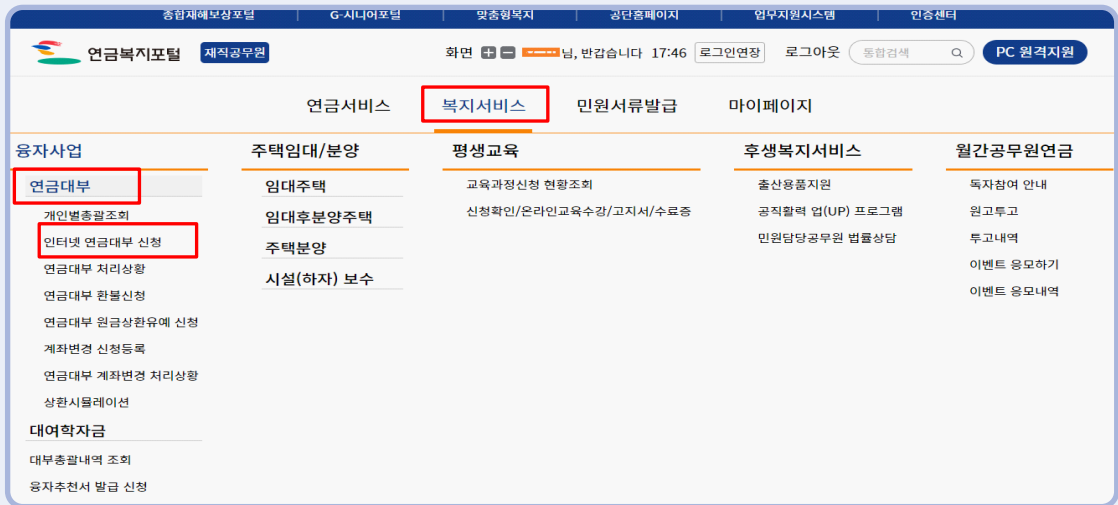 종합재해보상포털 G-시니어포털 맞춤형복지 공단홈페이지 업무지원시스템 인증센터
연금복지포털 재직공무원 화면 님, 반갑습니다 17:46 로그인연장 로그아웃 통합검색 PC 원격지원
연금서비스 복지서비스 민원서류발급 마이페이지
융자사업
연금대부
개인별총괄조회
인터넷 연금대부 신청
연금대부 처리상황
연금대부 환불신청
연금대부 원금상환유예 신청
계좌변경 신청등록
연금대부 계좌변경 처리상황
상환시뮬레이션
대여학자금
대부총괄내역 조회
융자추천서 발급 신청
주택임대/분양
임대주택
임대후분양주택
주택분양
시설(하자) 보수
평생교육
교육과정신청 현황조회
신청확인/온라인교육수강/고지서/수료증
후생복지서비스
출산용품지원
공직활력 업(UP) 프로그램
민원담당공무원 법률상담
월간공무원연금
독자참여 안내
원고투고
투고내역
이벤트 응모하기
이벤트 응모내역